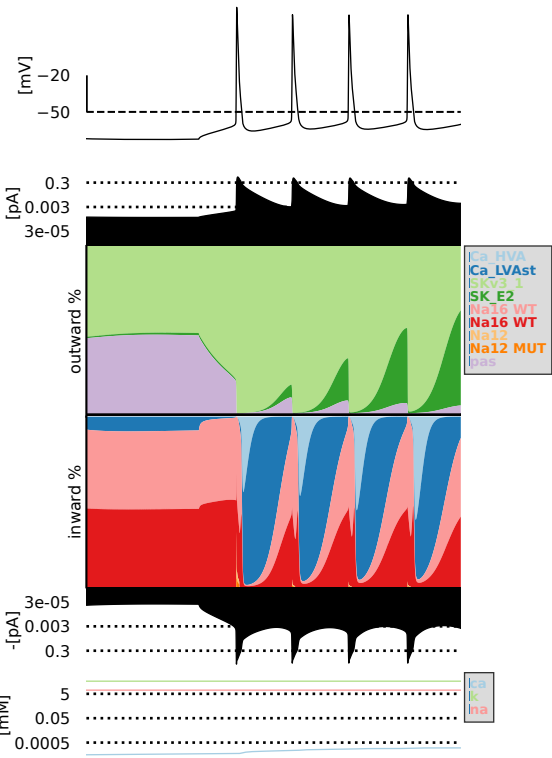 [mV]
−20
−50
[pA]
0.3
0.003
3e-05
outward %
Ca_HVA
Ca_LVAst
SKv3_1
SK_E2
Na16 WT
Na16 WT
Na12
Na12 MUT
pas
inward %
-[pA]
3e-05
0.003
0.3
[mM]
5
0.05
0.0005
ca
k
na